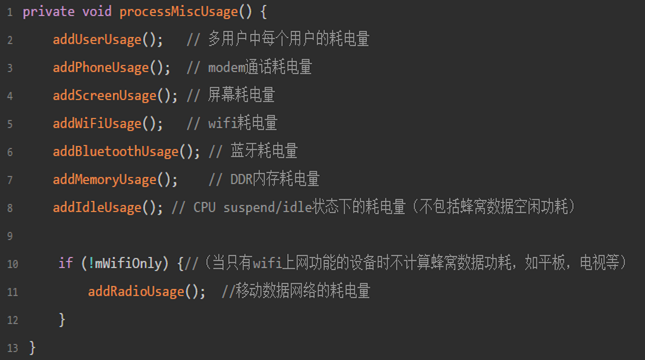 1 private void processMiscUsage() {
2 addUserUsage(); // 多用户中每个用户的耗电量
3 addPhoneUsage(); // modem通话耗电量
4 addScreenUsage(); // 屏幕耗电量
5 addWiFiUsage(); // wifi耗电量
6 addBluetoothUsage(); // 蓝牙耗电量
7 addMemoryUsage(); // DDR内存耗电量
8 addIdleUsage(); // CPU suspend/idle状态下的耗电量（不包括蜂窝数据空闲功耗）
9
10 if (!mWifiOnly) {//（当只有wifi上网功能的设备时不计算蜂窝数据功耗，如平板，电视等）
11 addRadioUsage(); //移动数据网络的耗电量
12 }
13 }